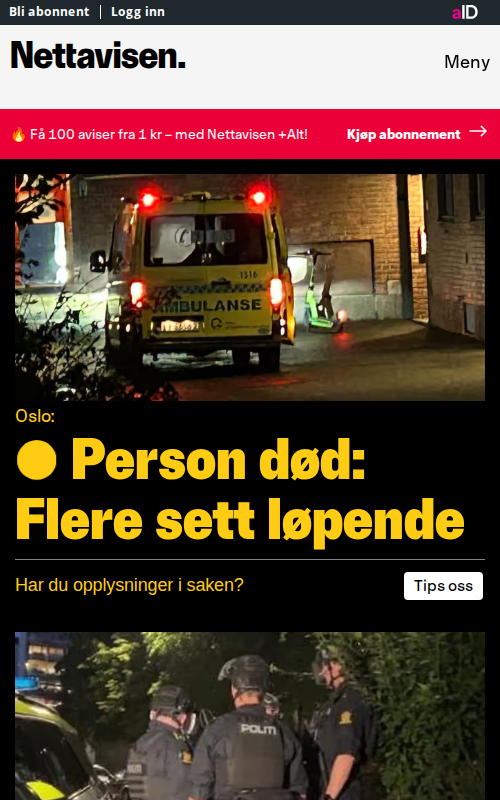 Bli abonnent
Logg inn
aID
Nettavisen.
Meny
🔥 Få 100 aviser fra 1 kr – med Nettavisen +Alt!
Kjøp abonnement →
1516
AMBULANSE
Oslo:
Person død:
Flere sett løpende
Har du opplysninger i saken?
Tips oss
POLITI